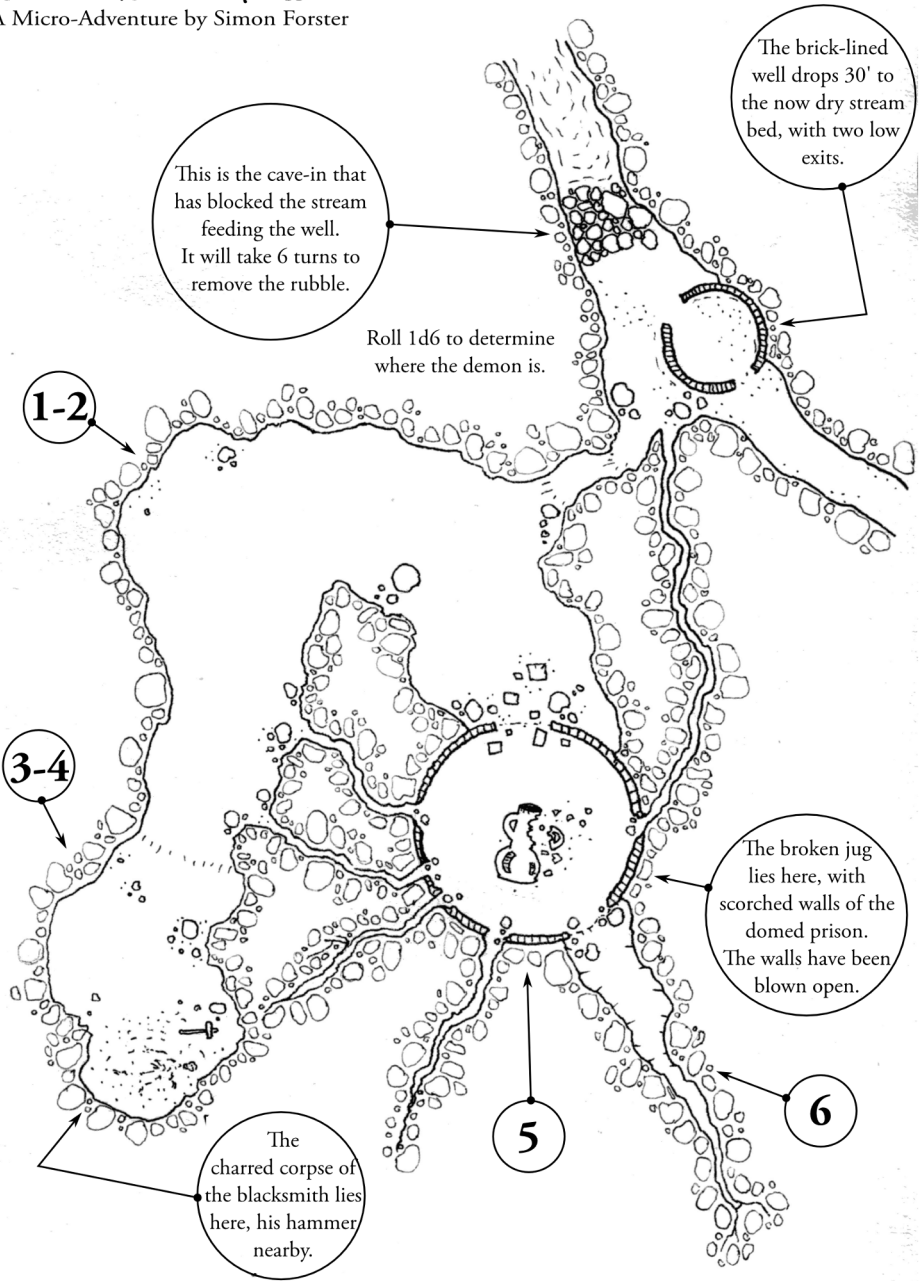 A Micro-Adventure by Simon Forster
The brick-lined
well drops 30' to
the now dry stream
bed, with two low
exits.
This is the cave-in that
has blocked the stream
feeding the well.
It will take 6 turns to
remove the rubble.
Roll 1d6 to determine
where the demon is.
1-2
3-4
The broken jug
lies here, with
scorched walls of the
domed prison.
The walls have been
blown open.
5
6
The
charred corpse of
the blacksmith lies
here, his hammer
nearby.